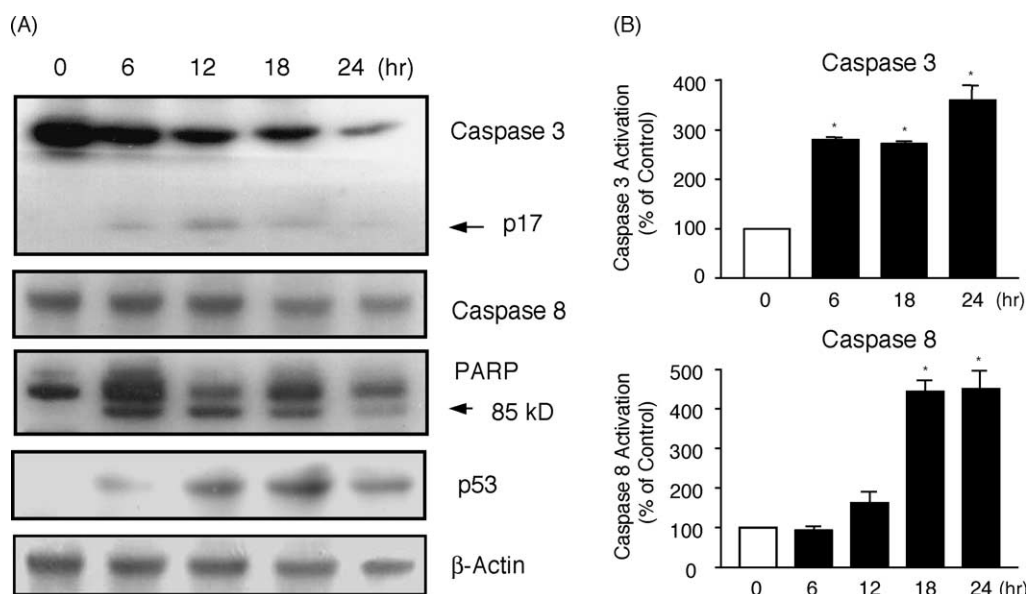 (A)
0 6 12 18 24 (hr)
Caspase 3
p17
Caspase 8
PARP
85 kD
p53
β-Actin
(B)
Caspase 3
Caspase 3 Activation
(% of Control)
400
300
200
100
0
* * *
0 6 18 24 (hr)
Caspase 8
Caspase 8 Activation
(% of Control)
500
400
300
200
100
0
* *
0 6 12 18 24 (hr)